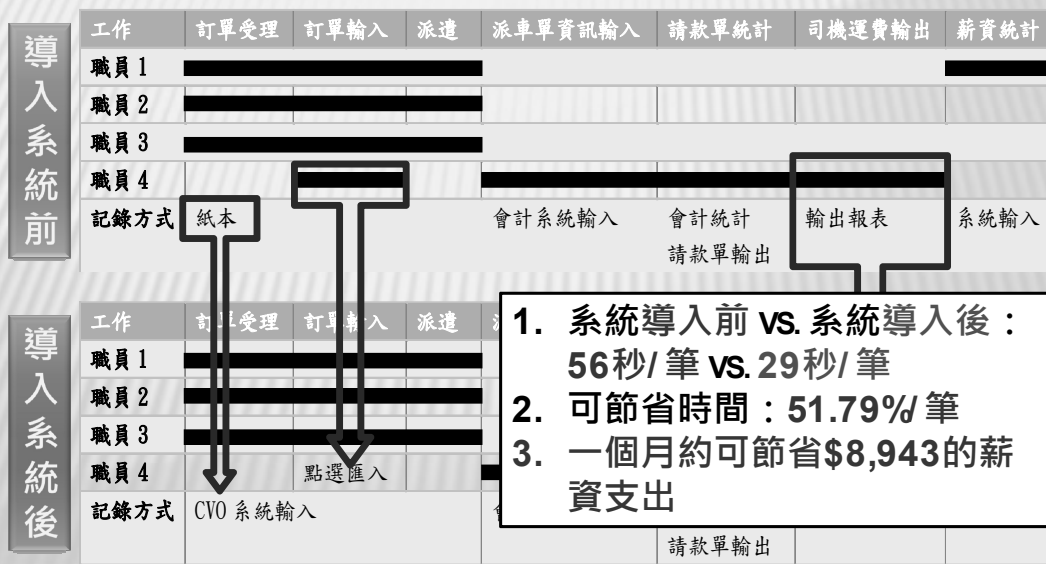 導入系統前
工作 訂單受理 訂單輸入 派遣 派車單資訊輸入 請款單統計 司機運費輸出 薪資統計
職員1
職員2
職員3
職員4
記錄方式 紙本 會計系統輸入 會計統計 輸出報表 系統輸入
請款單輸出
導入系統後
工作 訂單受理 訂單輸入 派遣
職員1
職員2
職員3
職員4 點選匯入
記錄方式 CVO 系統輸入
請款單輸出
1. 系統導入前 VS. 系統導入後：
56秒/ 筆 VS. 29秒/ 筆
2. 可節省時間：51.79%/ 筆
3. 一個月約可節省$8,943的薪
資支出